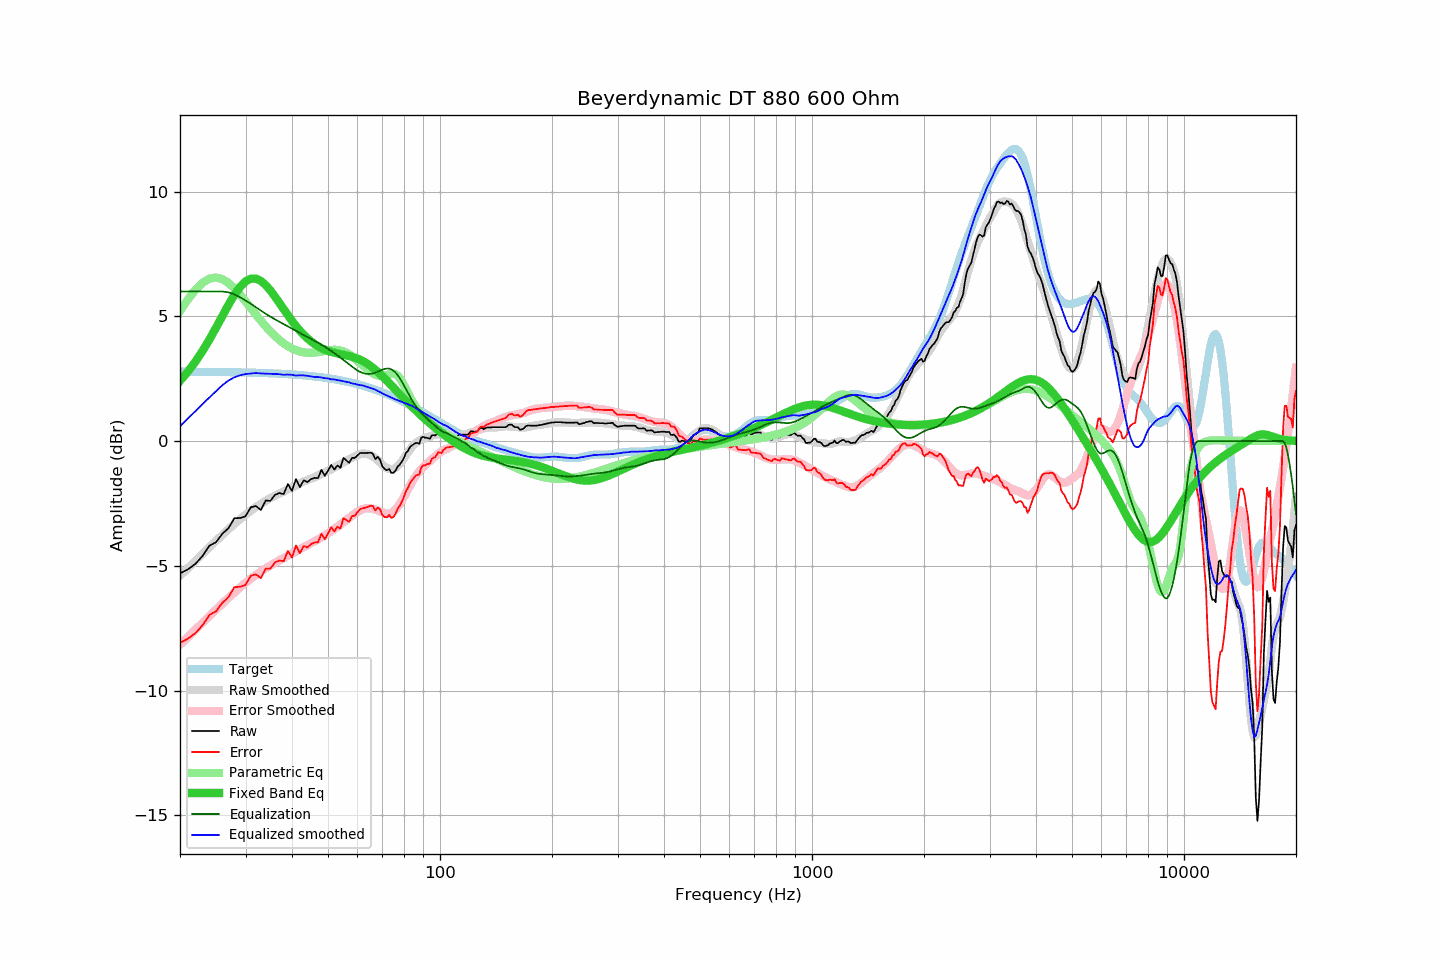 Beyerdynamic DT 880 600 Ohm
Amplitude (dBr)
10
5
0
−5
−10
−15
Target
Raw Smoothed
Error Smoothed
Raw
Error
Parametric Eq
Fixed Band Eq
Equalization
Equalized smoothed
100 1000 10000
Frequency (Hz)